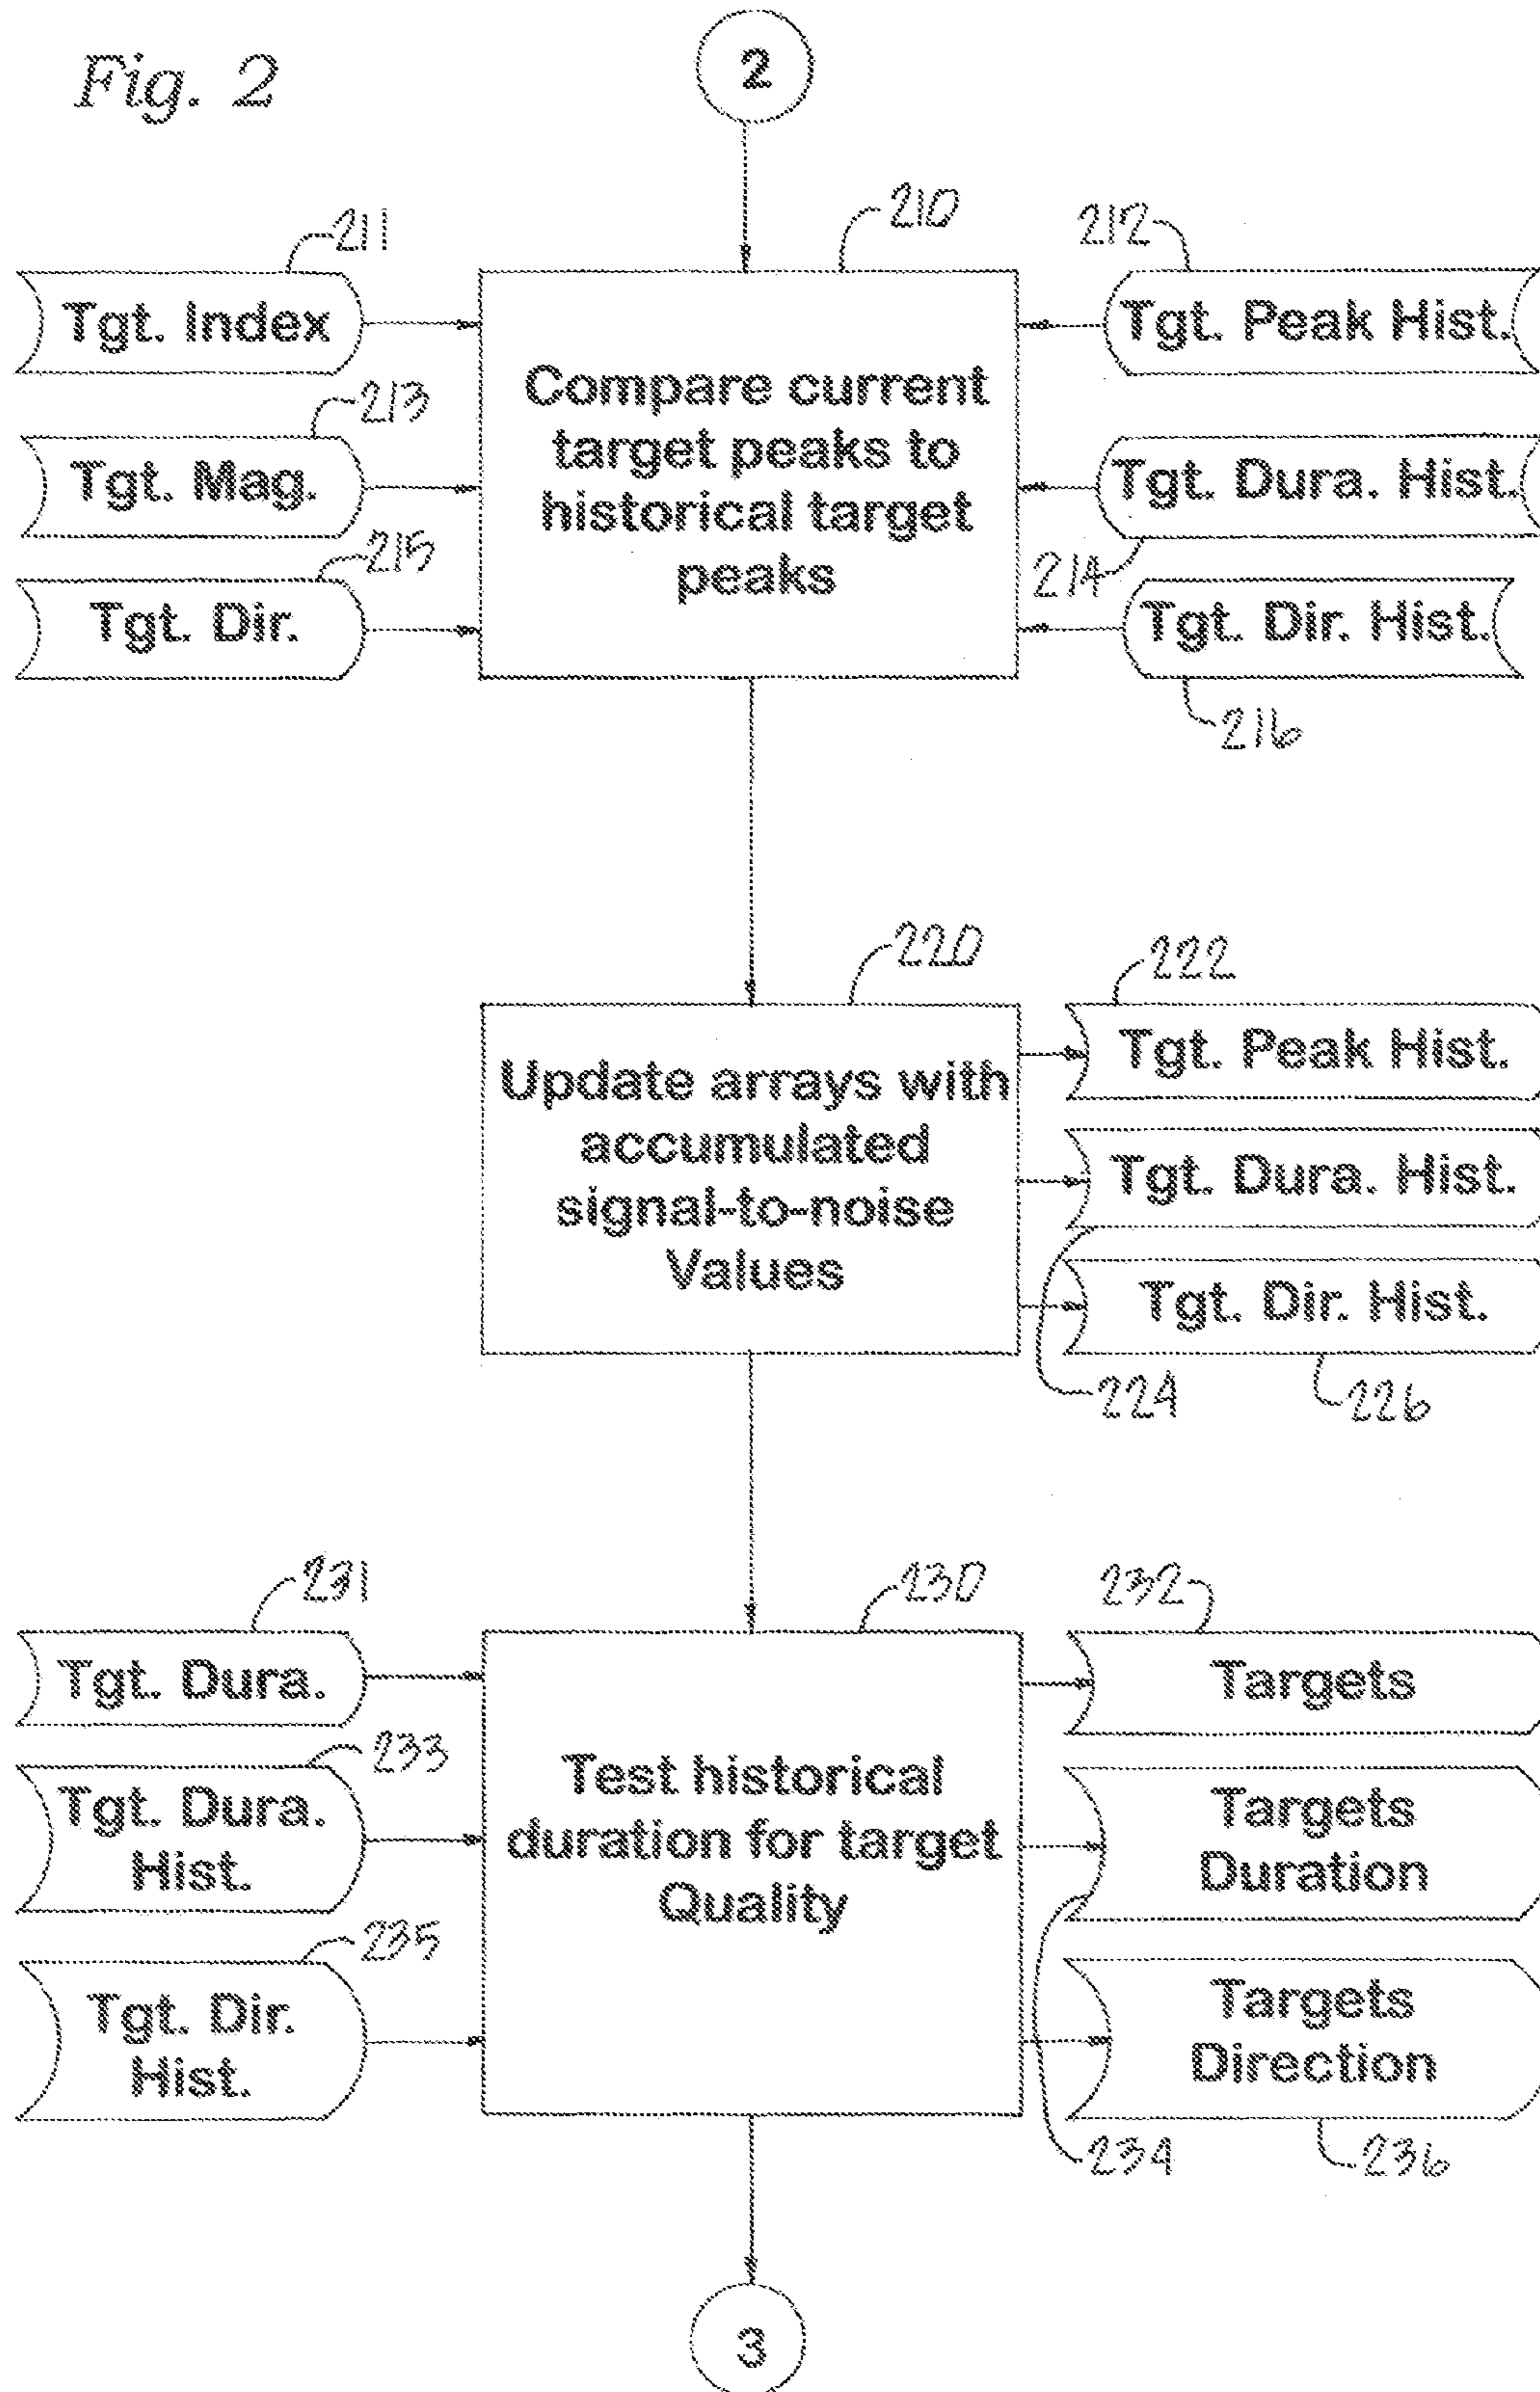 Fig. 2
2
210
211
212
Tgt. Index
Tgt. Peak Hist.
Compare current
target peaks to
historical target
peaks
213
Tgt. Mag.
Tgt. Dura. Hist.
214
215
Tgt. Dir.
Tgt. Dir. Hist.
216
220
222
Update arrays with
accumulated
signal-to-noise
Values
Tgt. Peak Hist.
Tgt. Dura. Hist.
Tgt. Dir. Hist.
224
226
231
230
232
Tgt. Dura.
Targets
233
Tgt. Dura.
Hist.
Test historical
duration for target
Quality
Targets
Duration
235
Tgt. Dir.
Hist.
Targets
Direction
234
236
3